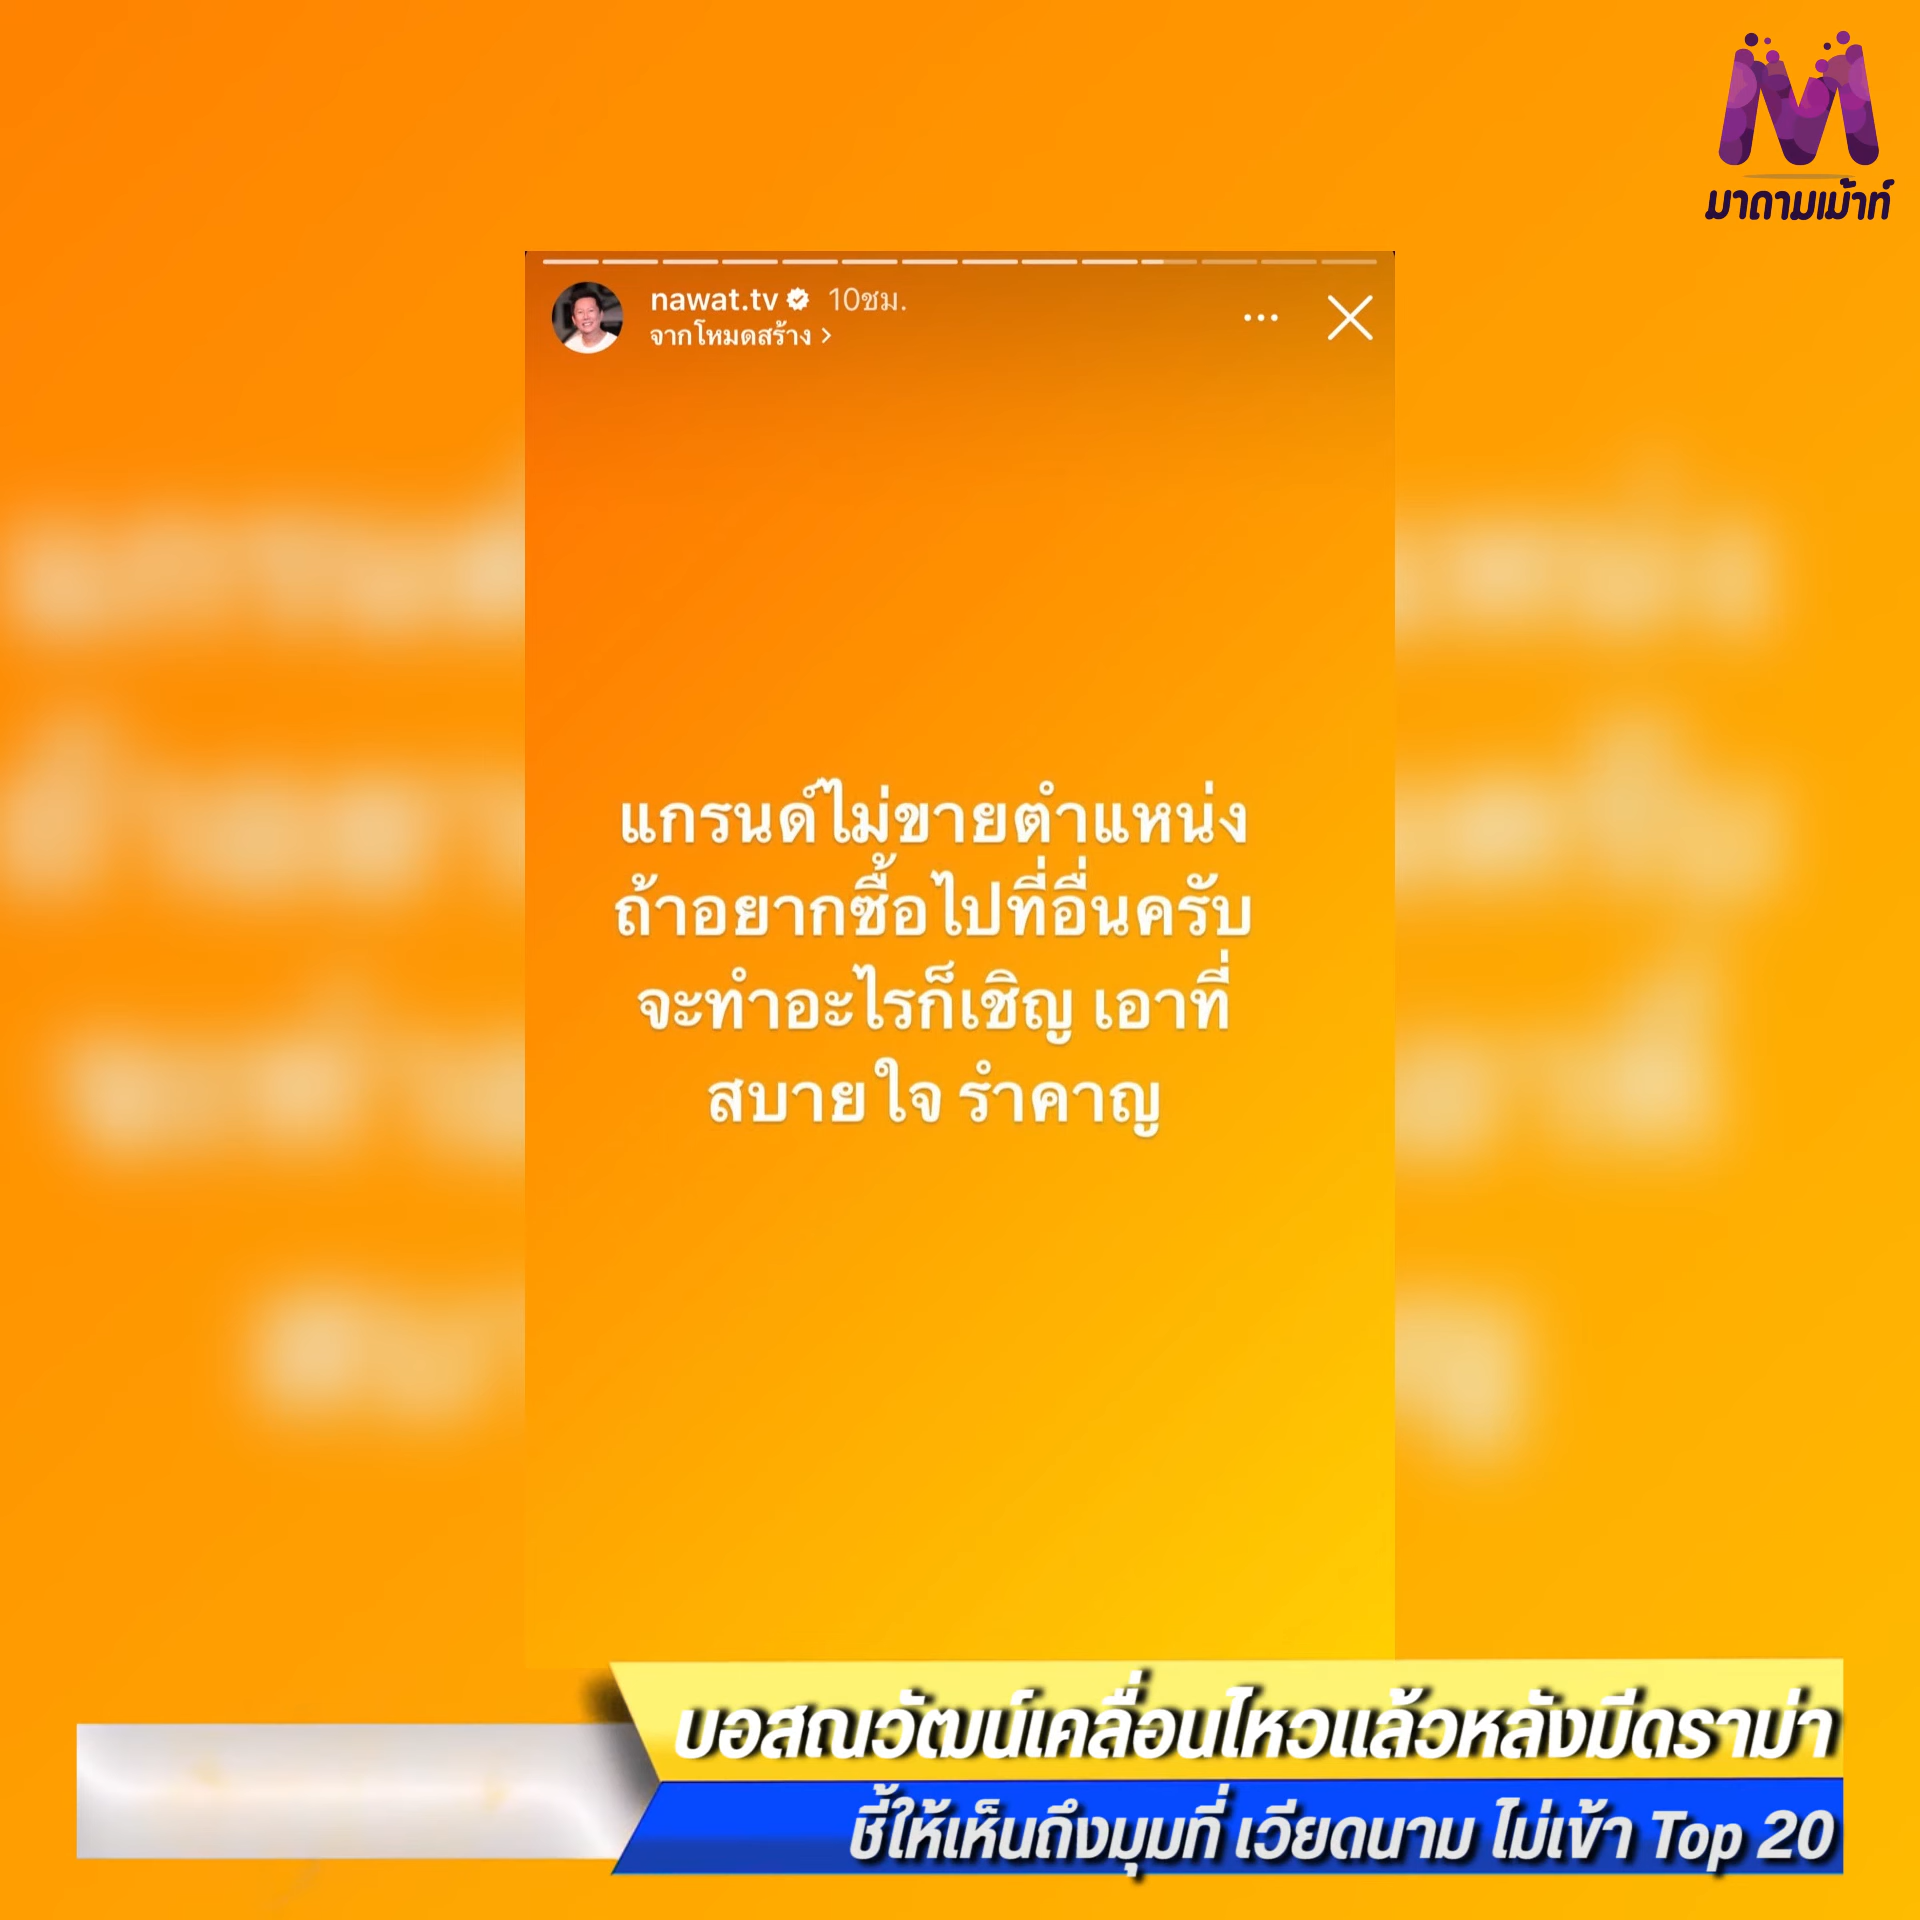 มาดามเม้าท์
nawat.tv 10ชม.
จากโหมดสร้าง
แกรนด์ไม่ขายตำแหน่ง
ถ้าอยากซื้อไปที่อื่นครับ
จะทำอะไรก็เชิญ เอาที่
สบายใจ รำคาญ
บอสณวัฒน์เคลื่อนไหวแล้วหลังมีดราม่า
ชี้ให้เห็นถึงมุมที่ เวียดนาม ไม่เข้า Top 20